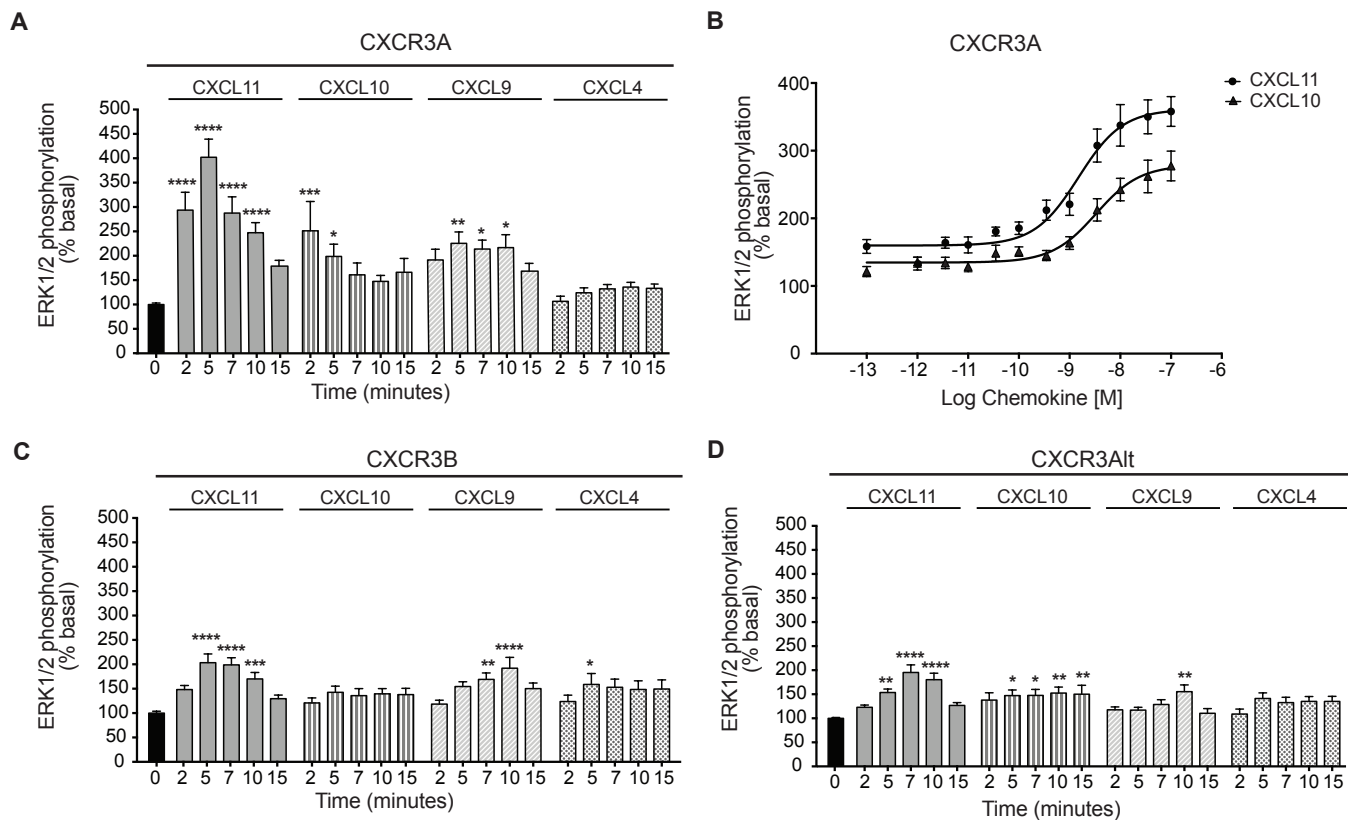 A
CXCR3A
CXCL11 CXCL10 CXCL9 CXCL4
ERK1/2 phosphorylation
(% basal)
500
450
400
350
300
250
200
150
100
50
0
**** **** **** **** *** * ** * *
0 2 5 7 10 15 2 5 7 10 15 2 5 7 10 15 2 5 7 10 15
Time (minutes)
B
CXCR3A
CXCL11
CXCL10
ERK1/2 phosphorylation
(% basal)
400
300
200
100
0
-13 -12 -11 -10 -9 -8 -7 -6
Log Chemokine [M]
C
CXCR3B
CXCL11 CXCL10 CXCL9 CXCL4
ERK1/2 phosphorylation
(% basal)
500
450
400
350
300
250
200
150
100
50
0
**** **** *** ** **** *
0 2 5 7 10 15 2 5 7 10 15 2 5 7 10 15 2 5 7 10 15
Time (minutes)
D
CXCR3Alt
CXCL11 CXCL10 CXCL9 CXCL4
ERK1/2 phosphorylation
(% basal)
500
450
400
350
300
250
200
150
100
50
0
** **** **** * * ** ** **
0 2 5 7 10 15 2 5 7 10 15 2 5 7 10 15 2 5 7 10 15
Time (minutes)